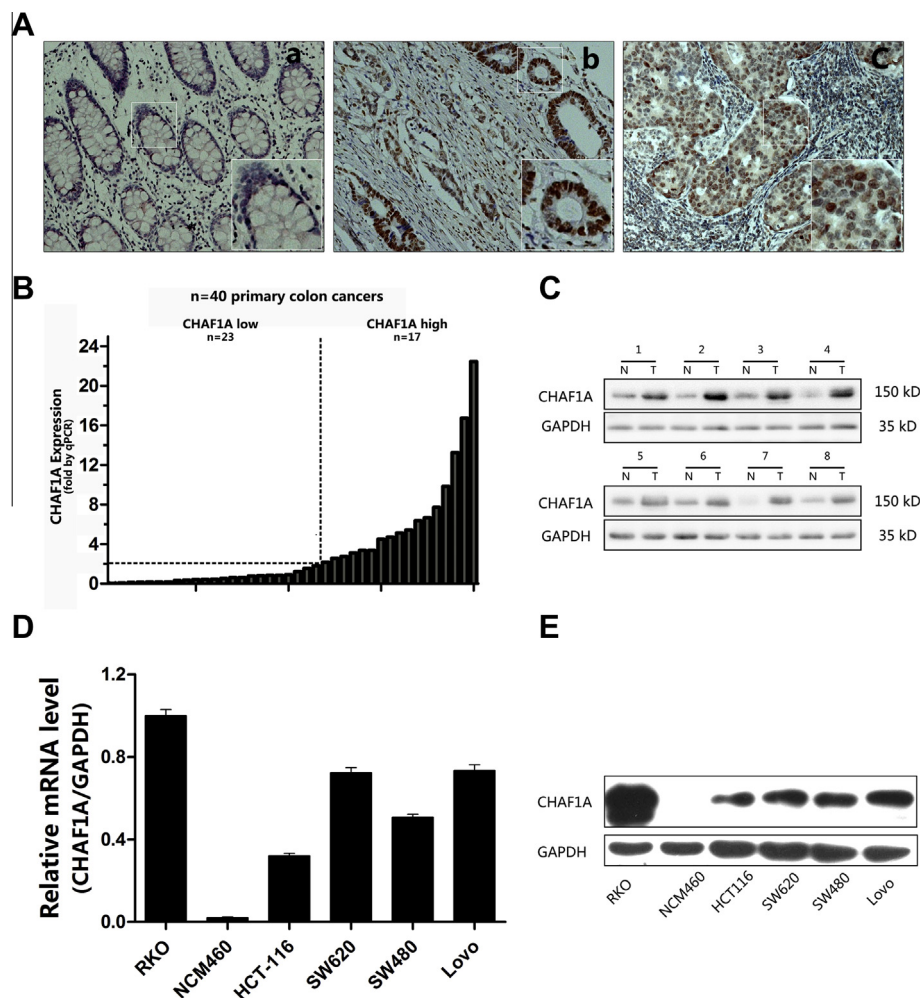 A
a
b
C
B
n=40 primary colon cancers
CHAF1A low
n=23
CHAF1A high
n=17
CHAF1A Expression
(fold by qPCR)
24
20
16
12
8
4
0
C
1 2 3 4
N T N T N T N T
CHAF1A 150 kD
GAPDH 35 kD
5 6 7 8
N T N T N T N T
CHAF1A 150 kD
GAPDH 35 kD
D
Relative mRNA level
(CHAF1A/GAPDH)
1.2
0.8
0.4
0.0
RKO
NCM460
HCT-116
SW620
SW480
Lovo
E
CHAF1A
GAPDH
RKO
NCM460
HCT116
SW620
SW480
Lovo